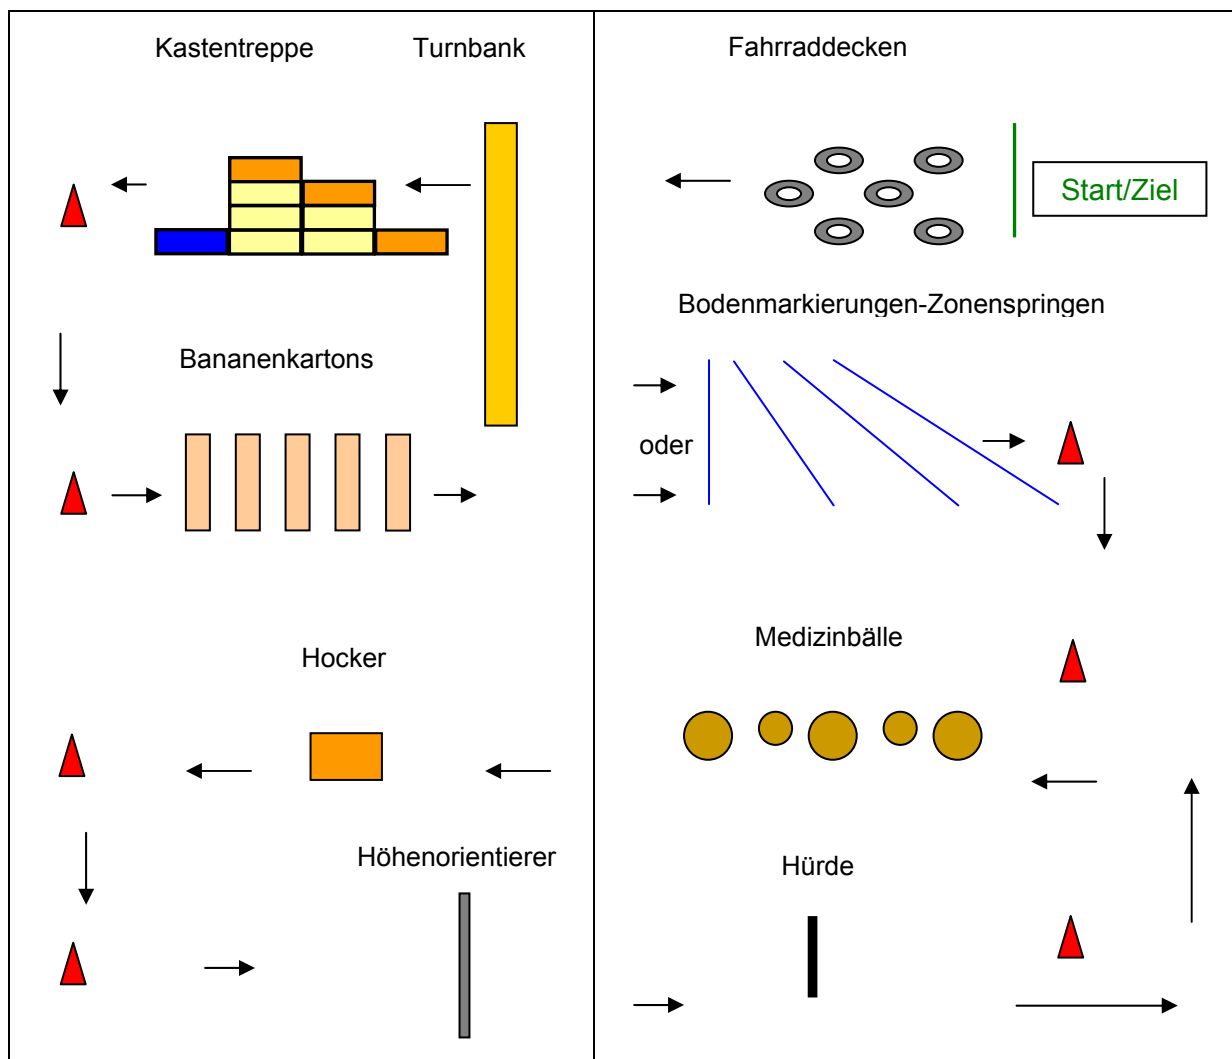 Kastentreppe
Turnbank
Fahrraddecken
Start/Ziel
Bodenmarkierungen-Zonenspringen
Bananenkartons
oder
Medizinbälle
Hocker
Höhenorientierer
Hürde